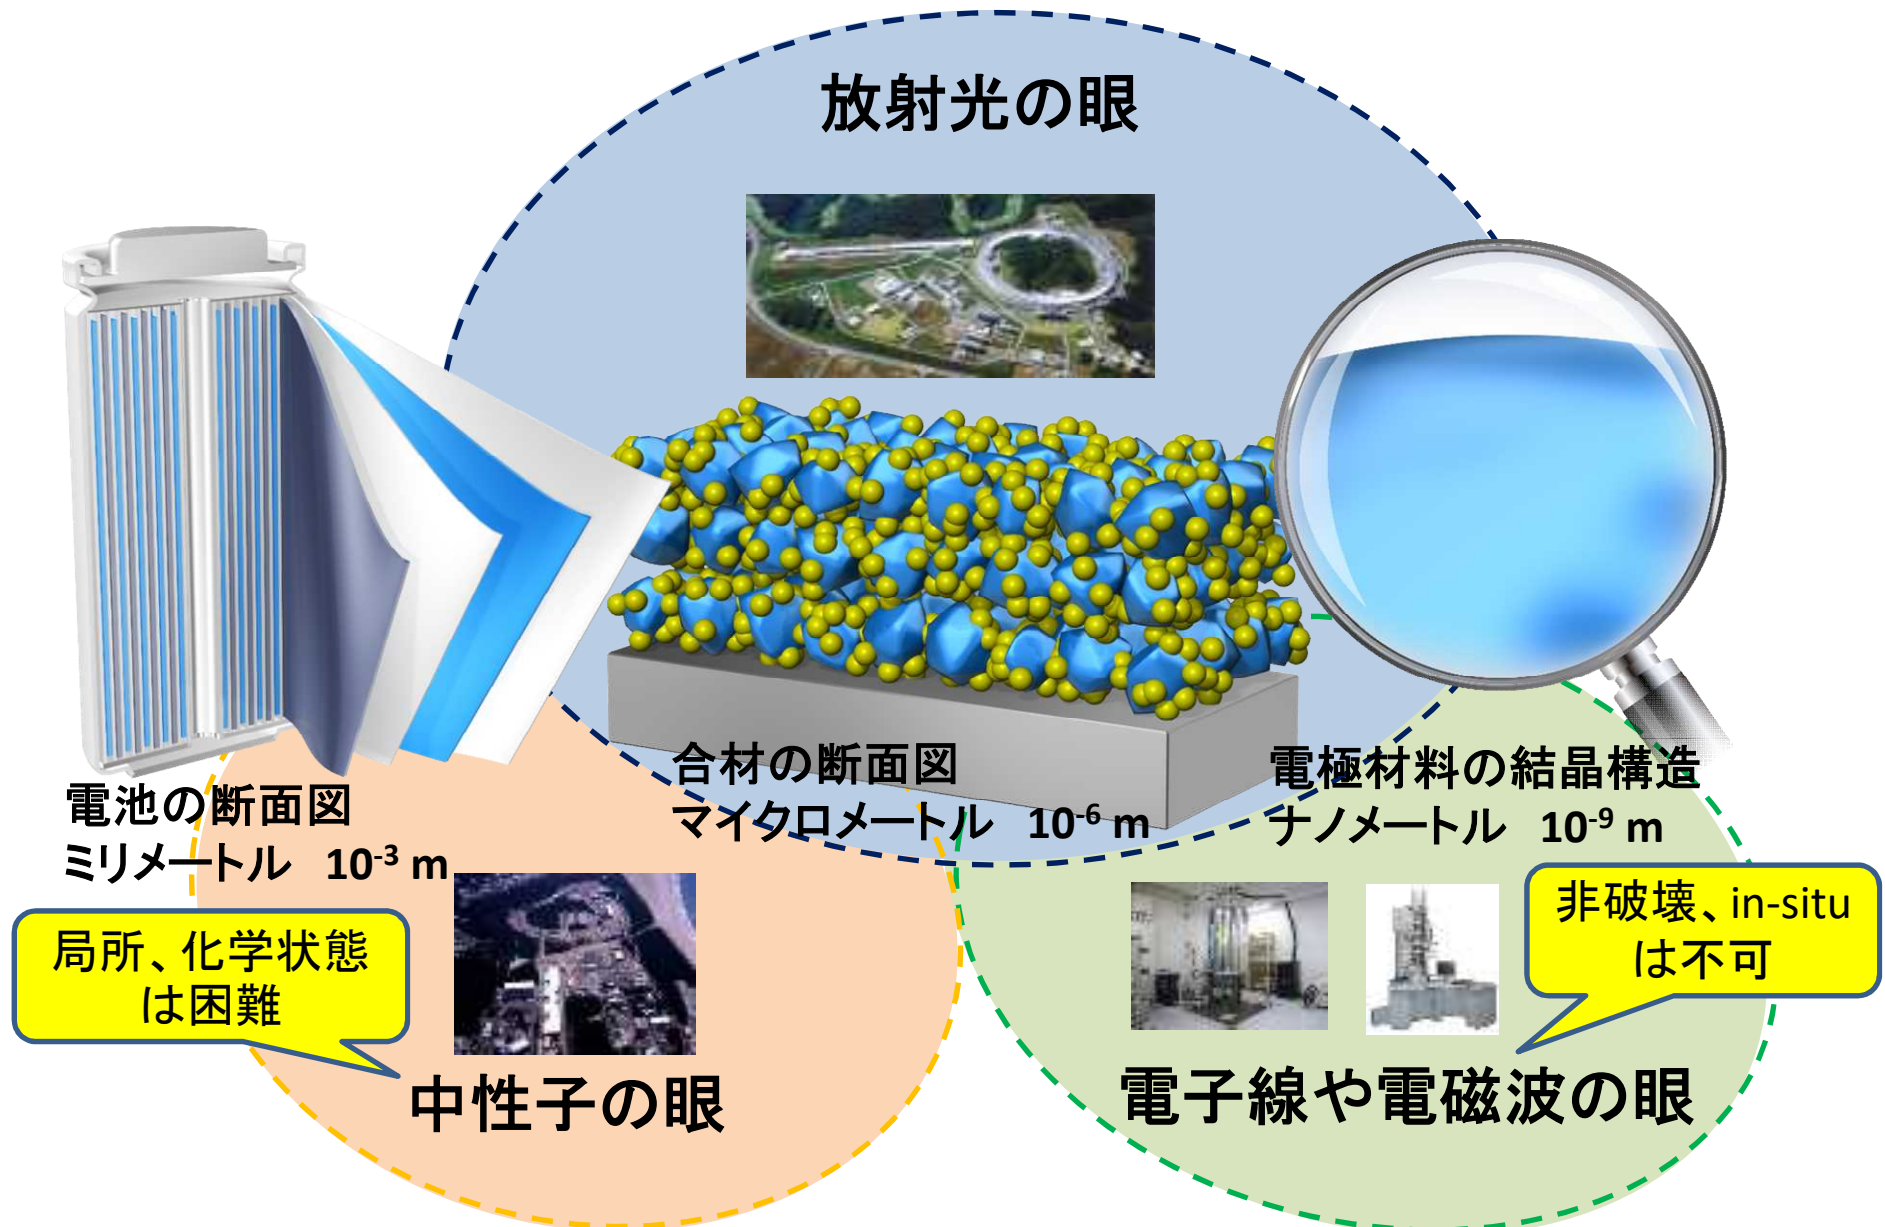 放射光の眼
電池の断面図
ミリメートル 10⁻³ m
合材の断面図
マイクロメートル 10⁻⁶ m
電極材料の結晶構造
ナノメートル 10⁻⁹ m
局所、化学状態
は困難
中性子の眼
非破壊、in-situ
は不可
電子線や電磁波の眼